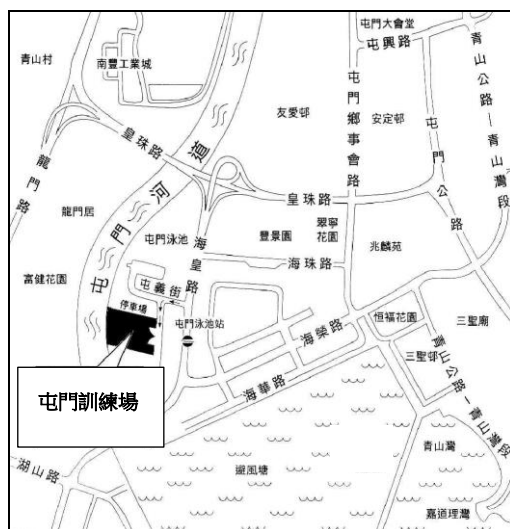 屯門大會堂
屯興路
青山公路—青山灣段
青山村
南豐工業城
友愛邨
屯門鄉事會路
安定邨
屯門公路
皇珠路
龍門路
屯門河道
皇珠路
龍門居
屯門泳池
海皇路
豐景園
翠寧花園
兆麟苑
海珠路
富健花園
屯義街
停車場
屯門泳池站
海榮路
恒福花園
三聖廟
三聖邨
青山公路—青山灣段
屯門訓練場
海華路
湖山路
避風塘
青山灣
嘉道理灣